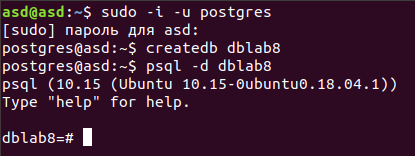 asd@asd:~$ sudo -i -u postgres
[sudo] пароль для asd:
postgres@asd:~$ createdb dblab8
postgres@asd:~$ psql -d dblab8
psql (10.15 (Ubuntu 10.15-0ubuntu0.18.04.1))
Type "help" for help.
dblab8=#